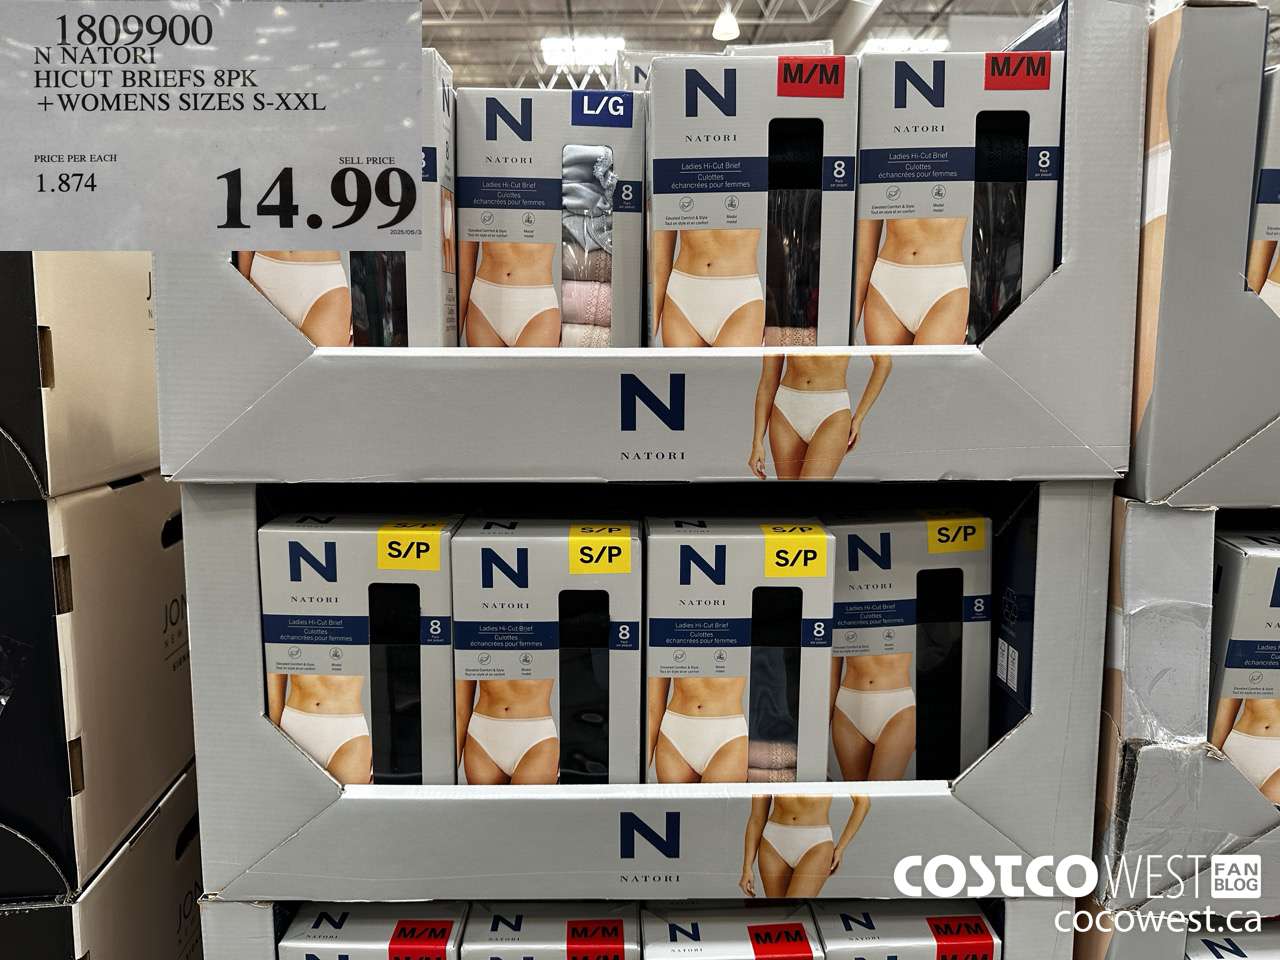 1809900
N NATORI
HICUT BRIEFS 8PK
+WOMENS SIZES S-XXL
PRICE PER EACH
1.874
SELL PRICE
14.99
N
NATORI
L/G
Ladies Hi-Cut Brief
Culottes
échancrées pour femmes
8
N
NATORI
M/M
Ladies Hi-Cut Brief
Culottes
échancrées pour femmes
8
N
NATORI
M/M
Ladies Hi-Cut Brief
Culottes
échancrées pour femmes
8
N
NATORI
N
NATORI
S/P
Ladies Hi-Cut Brief
Culottes
échancrées pour femmes
8
N
NATORI
S/P
Ladies Hi-Cut Brief
Culottes
échancrées pour femmes
8
N
NATORI
S/P
Ladies Hi-Cut Brief
Culottes
échancrées pour femmes
8
N
NATORI
S/P
Ladies Hi-Cut Brief
Culottes
échancrées pour femmes
8
N
NATORI
N
NATORI
M/M
N
NATORI
M/M
N
NATORI
M/M
N
NATORI
M/M
COSTCO WEST FAN BLOG
cocowest.ca